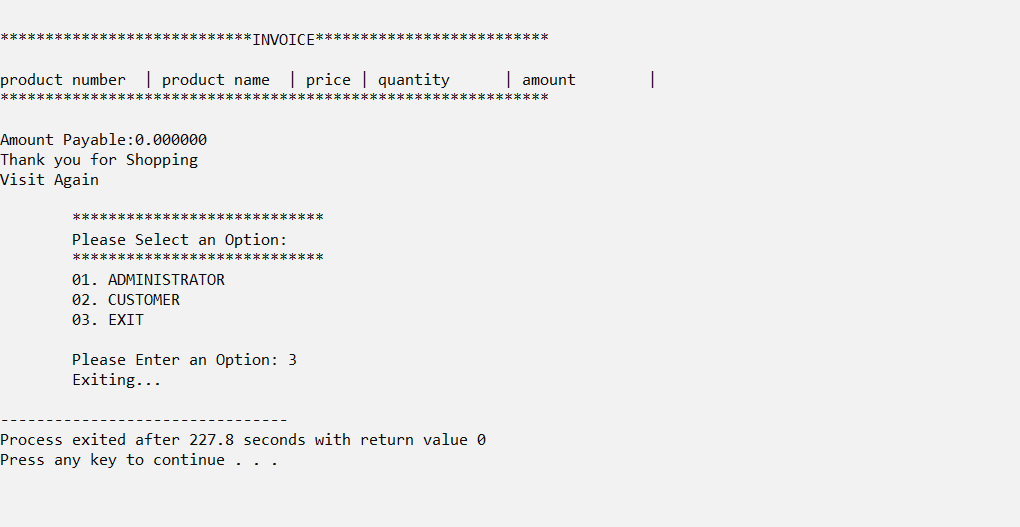 ****************************INVOICE**************************
product number | product name | price | quantity | amount |
*************************************************************
Amount Payable:0.000000
Thank you for Shopping
Visit Again
****************************
Please Select an Option:
****************************
01. ADMINISTRATOR
02. CUSTOMER
03. EXIT
Please Enter an Option: 3
Exiting...
--------------------------------
Process exited after 227.8 seconds with return value 0
Press any key to continue . . .